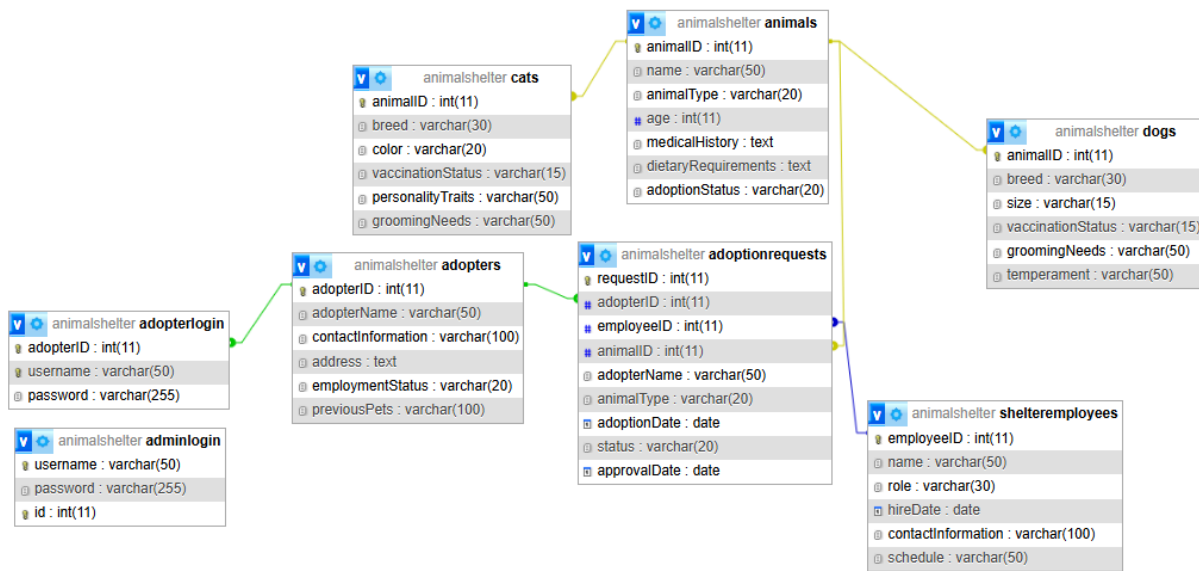 animalshelter animals
animalID : int(11)
name : varchar(50)
animalType : varchar(20)
age : int(11)
medicalHistory : text
dietaryRequirements : text
adoptionStatus : varchar(20)
animalshelter cats
animalID : int(11)
breed : varchar(30)
color : varchar(20)
vaccinationStatus : varchar(15)
personalityTraits : varchar(50)
groomingNeeds : varchar(50)
animalshelter dogs
animalID : int(11)
breed : varchar(30)
size : varchar(15)
vaccinationStatus : varchar(15)
groomingNeeds : varchar(50)
temperament : varchar(50)
animalshelter adopters
adopterID : int(11)
adopterName : varchar(50)
contactInformation : varchar(100)
address : text
employmentStatus : varchar(20)
previousPets : varchar(100)
animalshelter adoptionrequests
requestID : int(11)
adopterID : int(11)
employeeID : int(11)
animalID : int(11)
adopterName : varchar(50)
animalType : varchar(20)
adoptionDate : date
status : varchar(20)
approvalDate : date
animalshelter adopterlogin
adopterID : int(11)
username : varchar(50)
password : varchar(255)
animalshelter adminlogin
username : varchar(50)
password : varchar(255)
id : int(11)
animalshelter shelteremployees
employeeID : int(11)
name : varchar(50)
role : varchar(30)
hireDate : date
contactInformation : varchar(100)
schedule : varchar(50)